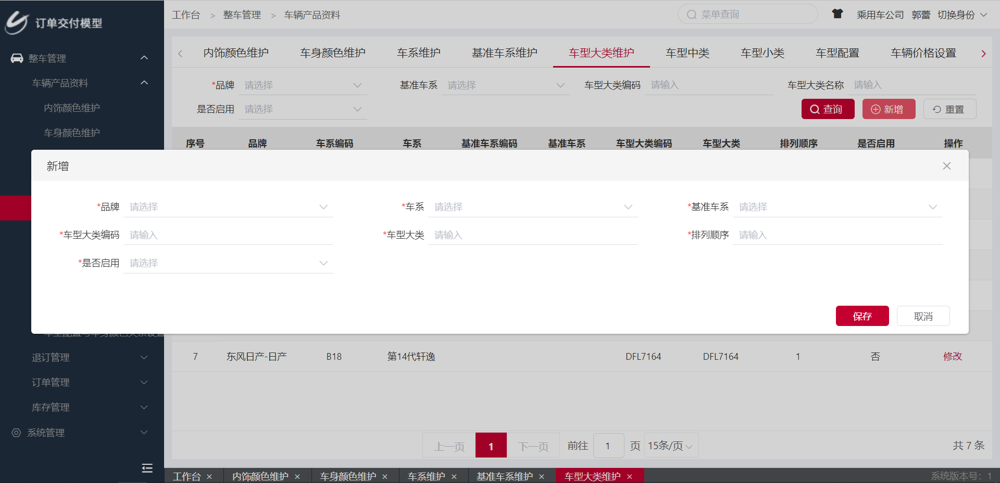 订单交付模型
工作台 > 整车管理 > 车辆产品资料
菜单查询
乘用车公司 郭蕾 切换身份
整车管理
车辆产品资料
内饰颜色维护
车身颜色维护
内饰颜色维护 车身颜色维护 车系维护 基准车系维护 车型大类维护 车型中类 车型小类 车型配置 车辆价格设置
*品牌 请选择 基准车系 请选择 车型大类编码 请输入 车型大类名称 请输入
是否启用 请选择 查询 新增 重置
序号 品牌 车系编码 车系 基准车系编码 基准车系 车型大类编码 车型大类 排列顺序 是否启用 操作
新增
*品牌 请选择 *车系 请选择 *基准车系 请选择
*车型大类编码 请输入 *车型大类 请输入 *排列顺序 请输入
*是否启用 请选择
保存 取消
车型配置与车身颜色关系设置
7 东风日产-日产 B18 第14代轩逸 DFL7164 DFL7164 1 否 修改
退订管理
订单管理
库存管理
系统管理
上一页 1 下一页 前往 1 页 15条/页 共 7 条
工作台 × 内饰颜色维护 × 车身颜色维护 × 车系维护 × 基准车系维护 × 车型大类维护 × 系统版本号：1